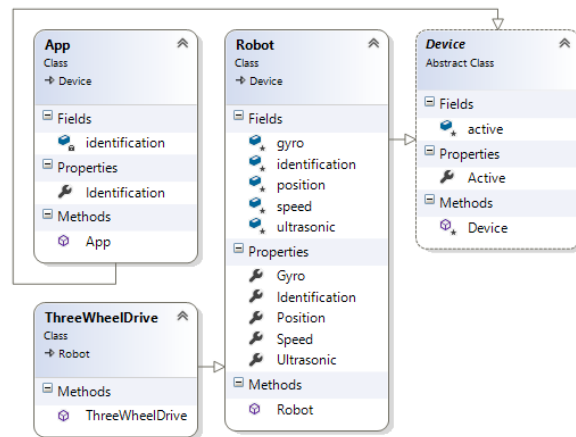 App
Class
Device
Fields
identification
Properties
Identification
Methods
App
Robot
Class
Device
Fields
gyro
identification
position
speed
ultrasonic
Properties
Gyro
Identification
Position
Speed
Ultrasonic
Methods
Robot
Device
Abstract Class
Fields
active
Properties
Active
Methods
Device
ThreeWheelDrive
Class
Robot
Methods
ThreeWheelDrive